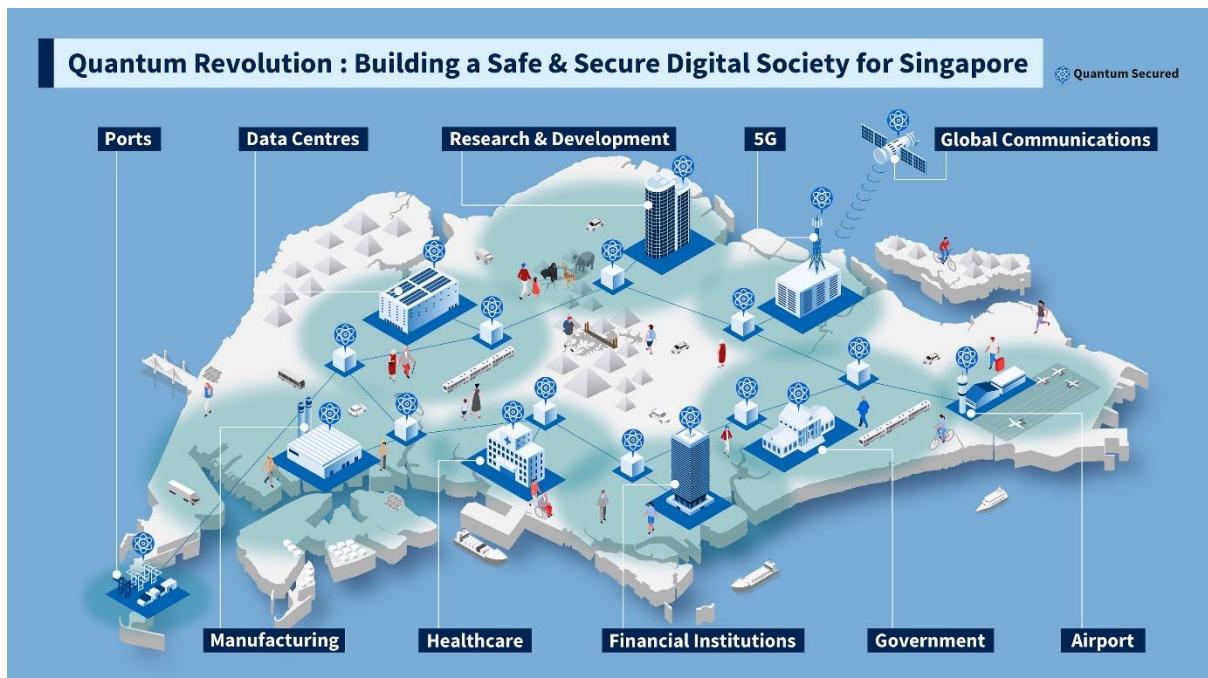 Quantum Revolution : Building a Safe & Secure Digital Society for Singapore
Quantum Secured
Ports
Data Centres
Research & Development
5G
Global Communications
Manufacturing
Healthcare
Financial Institutions
Government
Airport